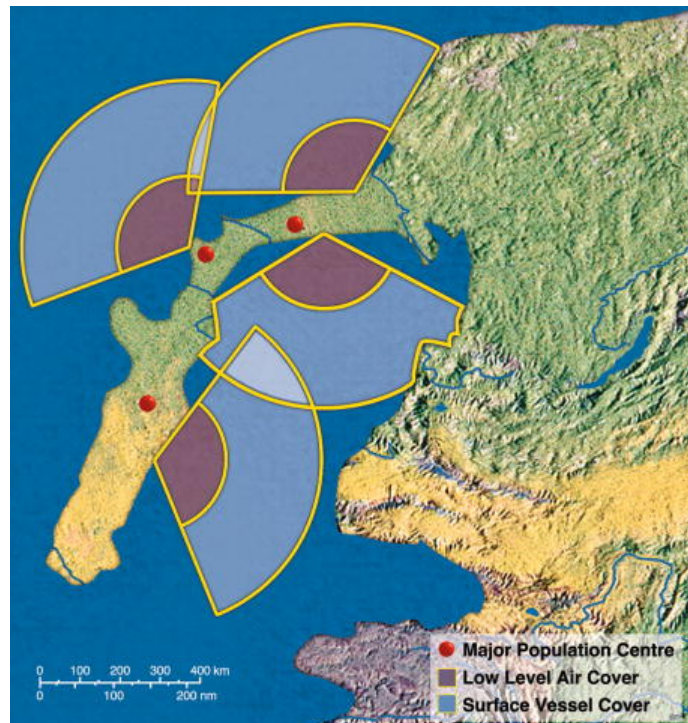 Major Population Centre
Low Level Air Cover
Surface Vessel Cover
0 100 200 300 400 km
0 100 200 nm